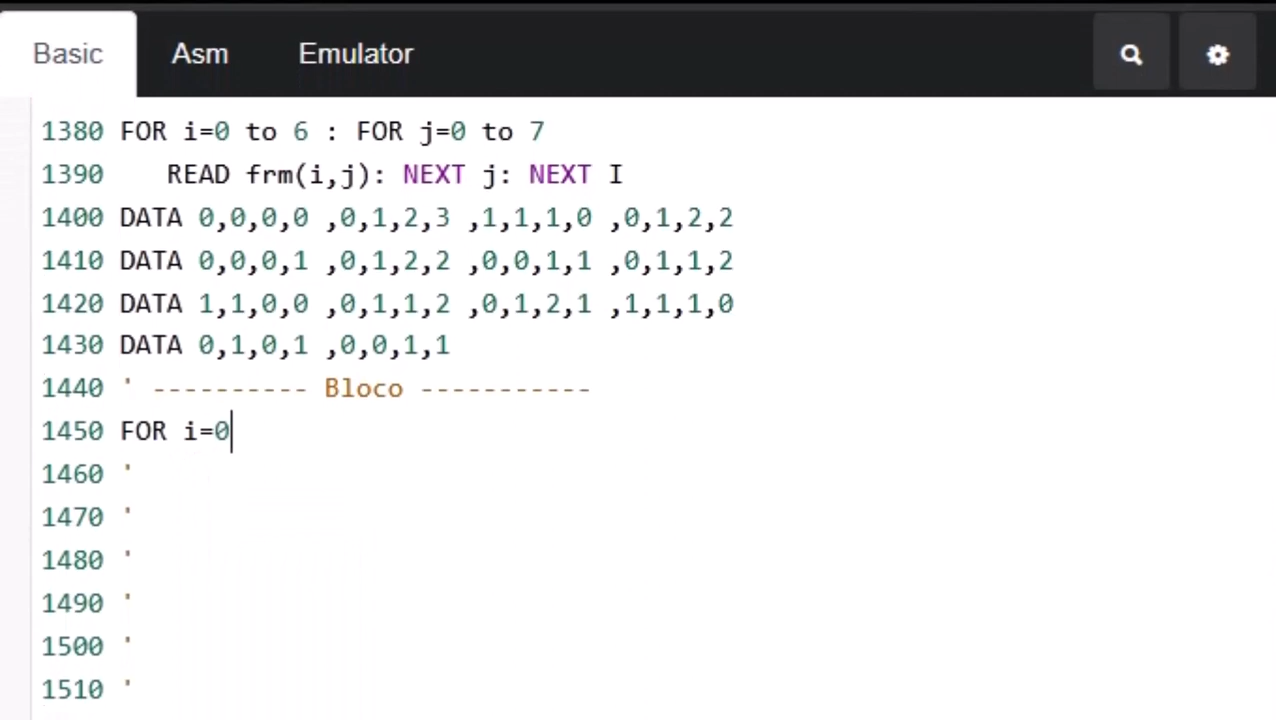 Basic Asm Emulator
1380 FOR i=0 to 6 : FOR j=0 to 7
1390 READ frm(i,j): NEXT j: NEXT I
1400 DATA 0,0,0,0 ,0,1,2,3 ,1,1,1,0 ,0,1,2,2
1410 DATA 0,0,0,1 ,0,1,2,2 ,0,0,1,1 ,0,1,1,2
1420 DATA 1,1,0,0 ,0,1,1,2 ,0,1,2,1 ,1,1,1,0
1430 DATA 0,1,0,1 ,0,0,1,1
1440 ' ---------- Bloco -----------
1450 FOR i=0
1460 '
1470 '
1480 '
1490 '
1500 '
1510 '